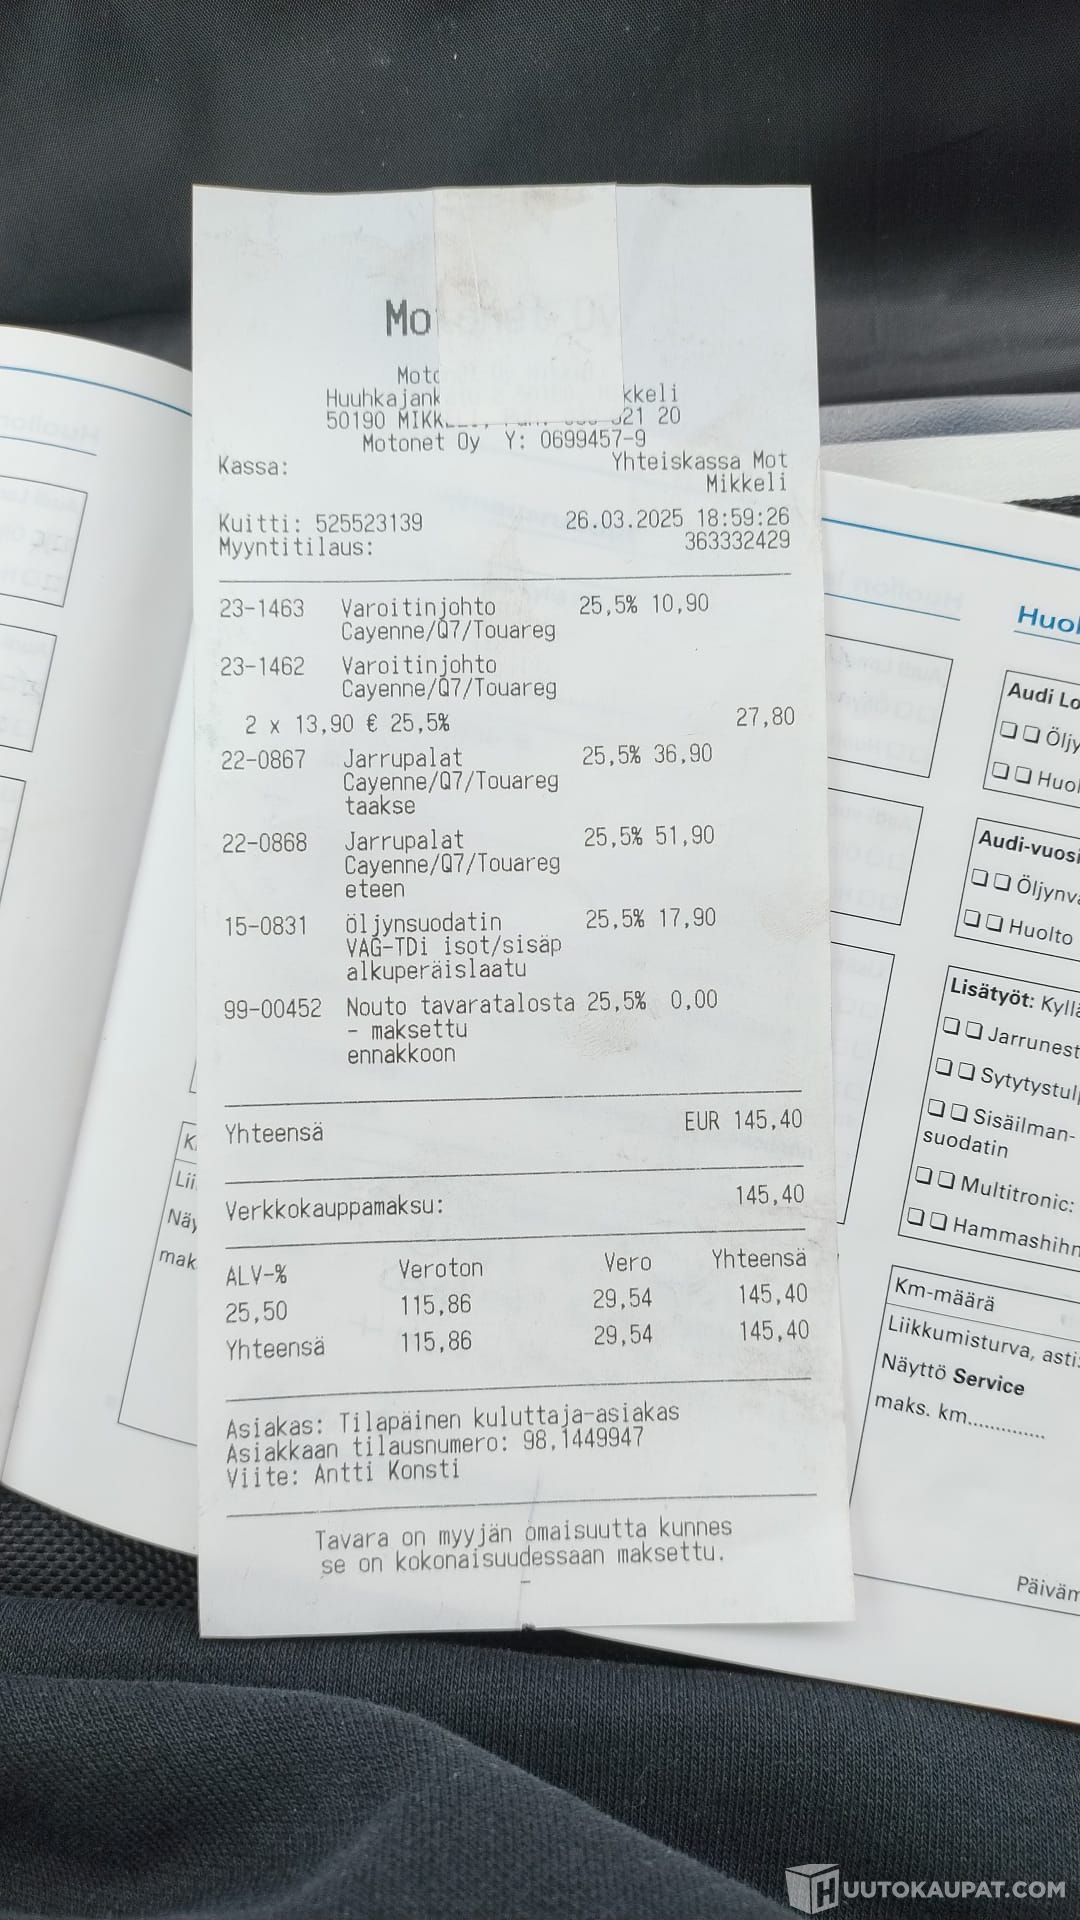 Mo
Moto
Huuhkajank kkeli
50190 MIKK 321 20
Motonet Oy Y: 0699457-9
Kassa: Yhteiskassa Mot
Mikkeli
Kuitti: 525523139 26.03.2025 18:59:26
Myyntitilaus: 363332429
23-1463 Varoitinjohto 25,5% 10,90
Cayenne/Q7/Touareg
23-1462 Varoitinjohto
Cayenne/Q7/Touareg
2 x 13,90 € 25,5% 27,80
22-0867 Jarrupalat 25,5% 36,90
Cayenne/Q7/Touareg
taakse
22-0868 Jarrupalat 25,5% 51,90
Cayenne/Q7/Touareg
eteen
15-0831 öljynsuodatin 25,5% 17,90
VAG-TDi isot/sisäp
alkuperäislaatu
99-00452 Nouto tavaratalosta 25,5% 0,00
- maksettu
ennakkoon
Yhteensä EUR 145,40
Verkkokauppamaksu: 145,40
ALV-% Veroton Vero Yhteensä
25,50 115,86 29,54 145,40
Yhteensä 115,86 29,54 145,40
Asiakas: Tilapäinen kuluttaja-asiakas
Asiakkaan tilausnumero: 98,1449947
Viite: Antti Konsti
Tavara on myyjän omaisuutta kunnes
se on kokonaisuudessaan maksettu.
K
Lii
Näy
mak
Huol
Audi Lo
Öljy
Huol
Audi-vuosi
Öljynva
Huolto
Lisätyöt: Kyllä
Jarrunest
Sytytystulp
Sisäilman-
suodatin
Multitronic:
Hammashihn
Km-määrä
Liikkumisturva, asti:
Näyttö Service
maks. km..............
Päiväm
HUUTOKAUPAT.COM